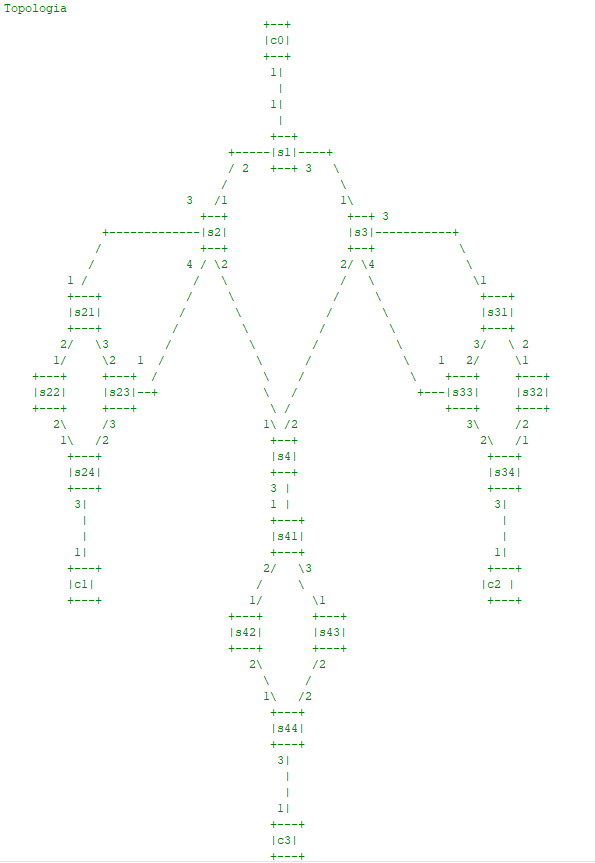 Topologia
                                     +--+
                                     |c0|
                                     +--+
                                      1|
                                       |
                                      1|
                                       |
                                      +--+
                                +-----|s1|----+
                                / 2   +--+ 3   \
                               /                \
                          3   /1                1\
                            +--+                 +--+ 3
              +-------------|s2|                 |s3|-----------+
             /              +--+                 +--+            \
            /             4 / \2                2/ \4             \
         1 /               /   \                /   \              \1
         +---+            /     \              /     \              +---+
         |s21|           /       \            /       \             |s31|
         +---+          /         \          /         \            +---+
        2/   \3        /           \        /           \          3/   \ 2
       1/     \2   1  /             \      /             \    1   2/     \1
    +---+     +---+  /               \    /               \    +---+     +---+
    |s22|     |s23|--+               \   /                 +---|s33|     |s32|
    +---+     +---+                   \ /                      +---+     +---+
       2\     /3                     1\ /2                        3\     /2
        1\   /2                       +--+                          2\   /1
         +---+                        |s4|                           +---+
         |s24|                        +--+                           |s34|
         +---+                        3 |                            +---+
          3|                          1 |                             3|
           |                          +---+                            |
           |                          |s41|                            |
          1|                          +---+                           1|
         +---+                       2/   \3                         +---+
         |c1|                        /     \                        |c2 |
         +---+                     1/       \1                       +---+
                                +---+       +---+
                                |s42|       |s43|
                                +---+       +---+
                                   2\       /2
                                     \     /
                                     1\   /2
                                      +---+
                                      |s44|
                                      +---+
                                       3|
                                        |
                                        |
                                       1|
                                      +---+
                                      |c3|
                                      +---+